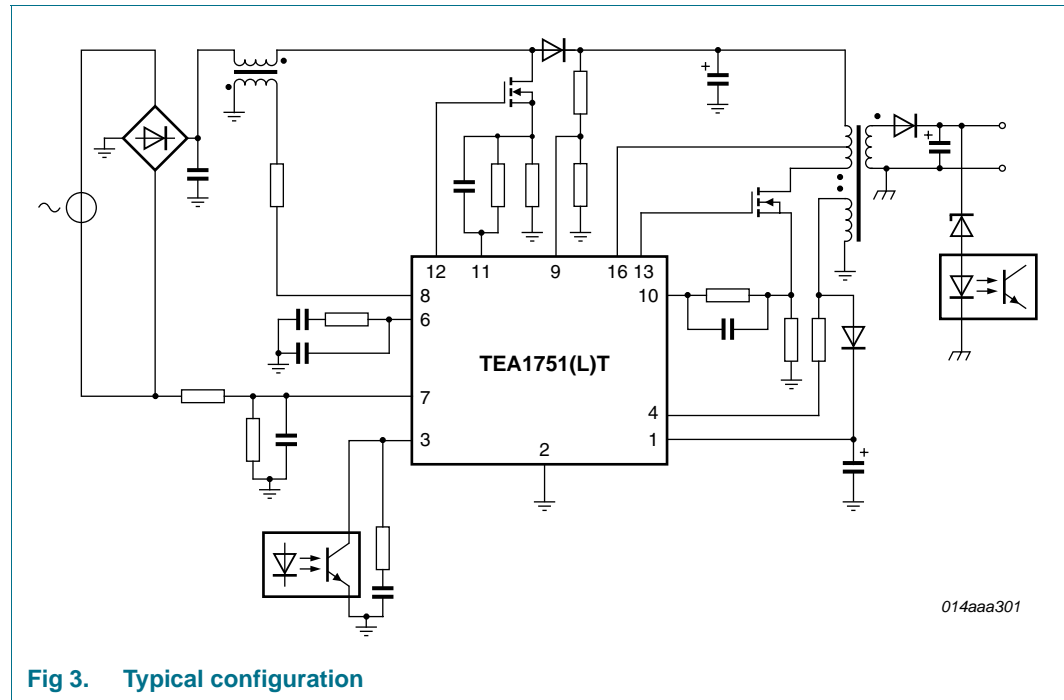 12 11 9 16 13
8 10
6
TEA1751(L)T
7
4
3 1
2
014aaa301
Fig 3. Typical configuration